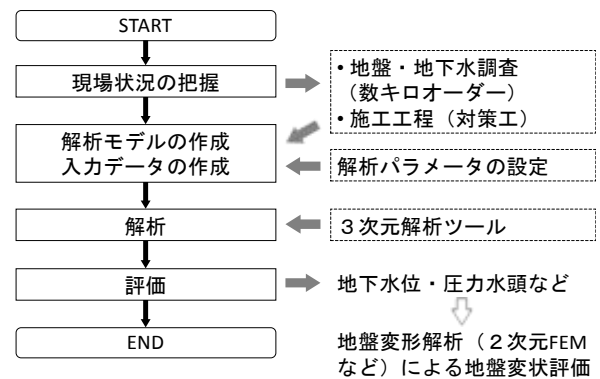 START
現場状況の把握
• 地盤・地下水調査
（数キロオーダー）
• 施工工程（対策工）
解析モデルの作成
入力データの作成
解析パラメータの設定
解析
３次元解析ツール
評価
地下水位・圧力水頭など
END
地盤変形解析（２次元FEM
など）による地盤変状評価